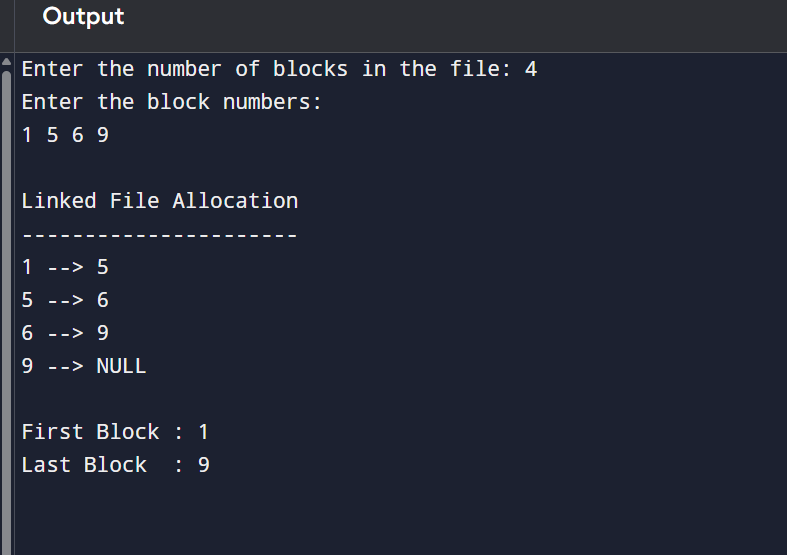 Output
Enter the number of blocks in the file: 4
Enter the block numbers:
1 5 6 9
Linked File Allocation
----------------------
1 --> 5
5 --> 6
6 --> 9
9 --> NULL
First Block : 1
Last Block  : 9